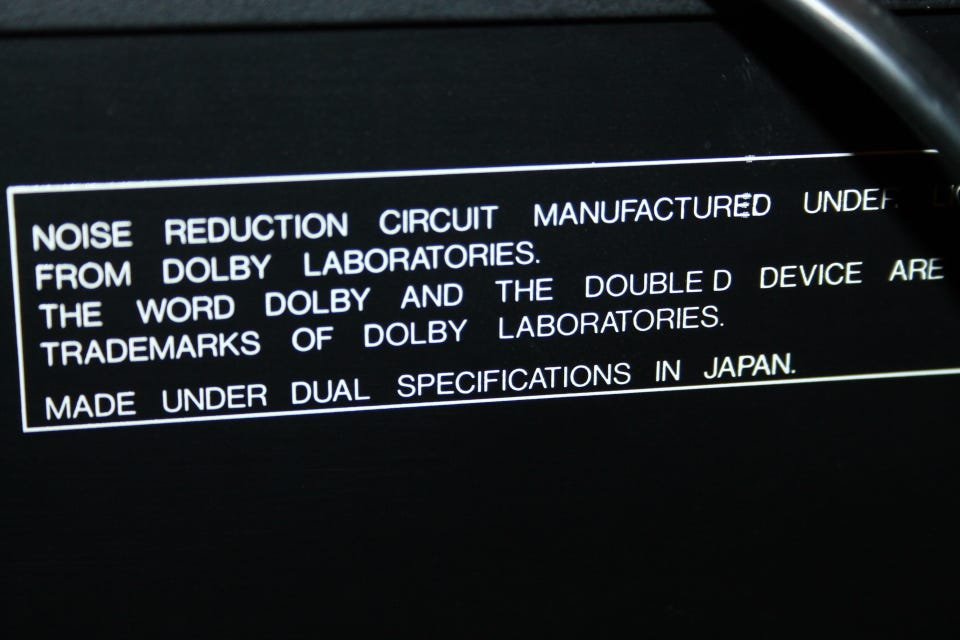 NOISE REDUCTION CIRCUIT MANUFACTURED UNDER
FROM DOLBY LABORATORIES.
THE WORD DOLBY AND THE DOUBLE D DEVICE ARE
TRADEMARKS OF DOLBY LABORATORIES.
MADE UNDER DUAL SPECIFICATIONS IN JAPAN.